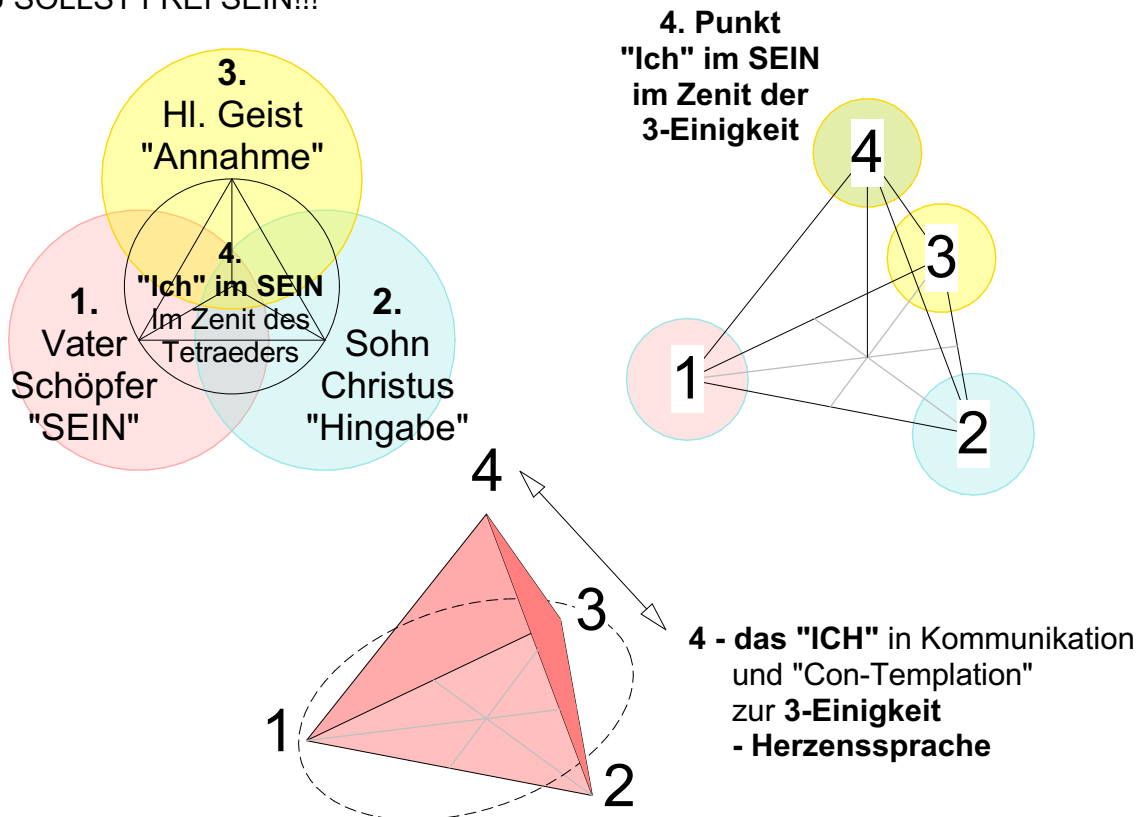 SOLLST FREI SEIN!!!
3.
Hl. Geist
"Annahme"
4.
"Ich" im SEIN
Im Zenit des
Tetraeders
1.
Vater
Schöpfer
"SEIN"
2.
Sohn
Christus
"Hingabe"
4. Punkt
"Ich" im SEIN
im Zenit der
3-Einigkeit
4
3
1
2
4
3
1
2
4 - das "ICH" in Kommunikation
und "Con-Templation"
zur 3-Einigkeit
- Herzenssprache